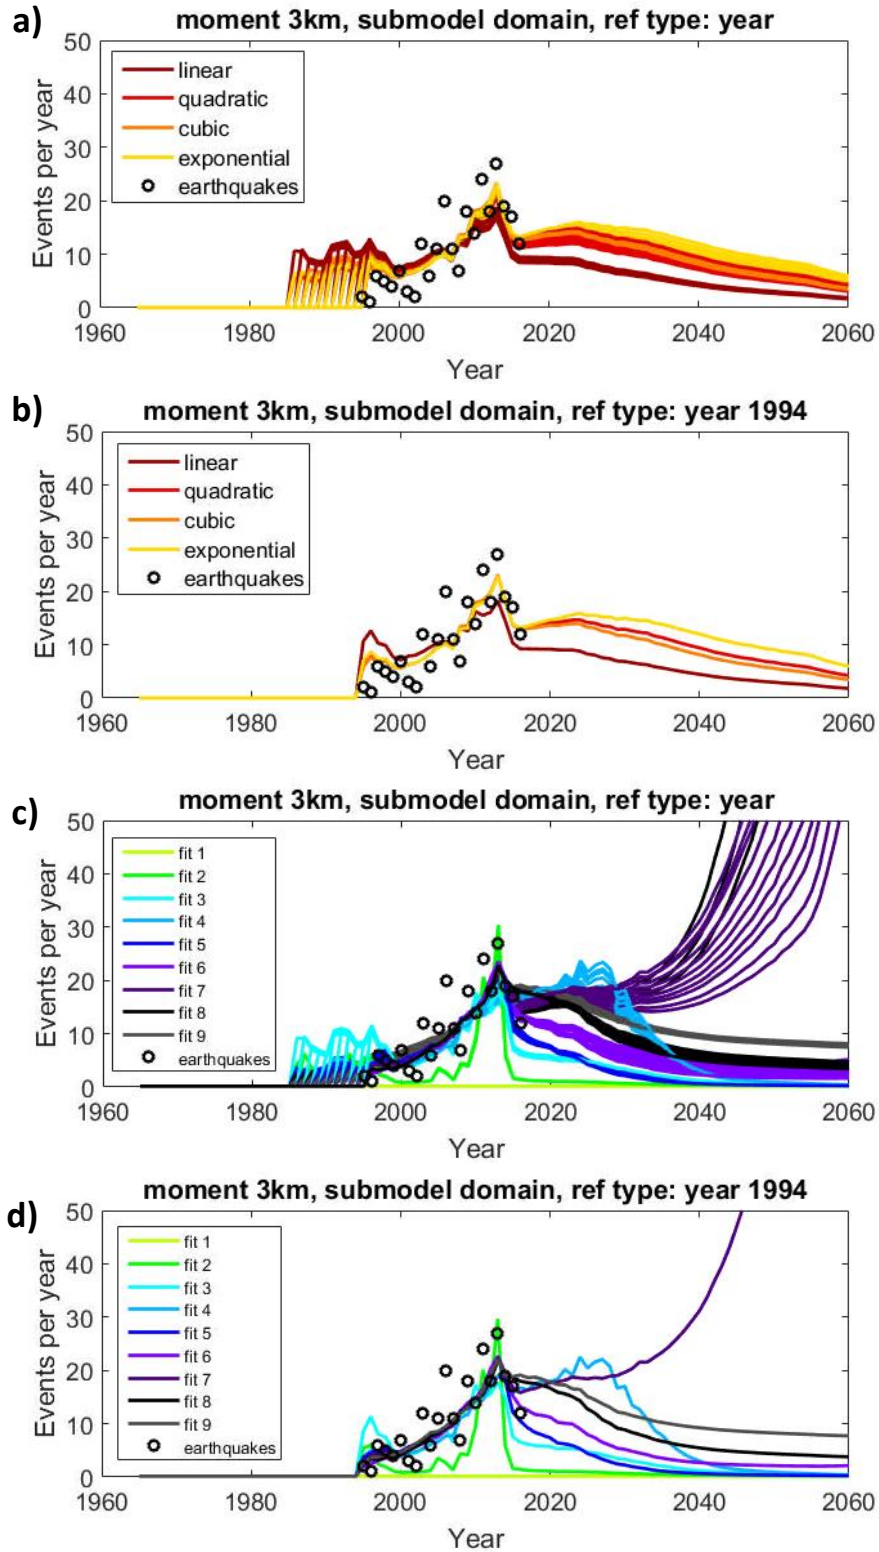 a)
moment 3km, submodel domain, ref type: year
50
40
30
20
10
0
Events per year
linear
quadratic
cubic
exponential
earthquakes
1960
1980
2000
2020
2040
2060
Year
b)
moment 3km, submodel domain, ref type: year 1994
50
40
30
20
10
0
Events per year
linear
quadratic
cubic
exponential
earthquakes
1960
1980
2000
2020
2040
2060
Year
c)
moment 3km, submodel domain, ref type: year
50
40
30
20
10
0
Events per year
fit 1
fit 2
fit 3
fit 4
fit 5
fit 6
fit 7
fit 8
fit 9
earthquakes
1960
1980
2000
2020
2040
2060
Year
d)
moment 3km, submodel domain, ref type: year 1994
50
40
30
20
10
0
Events per year
fit 1
fit 2
fit 3
fit 4
fit 5
fit 6
fit 7
fit 8
fit 9
earthquakes
1960
1980
2000
2020
2040
2060
Year